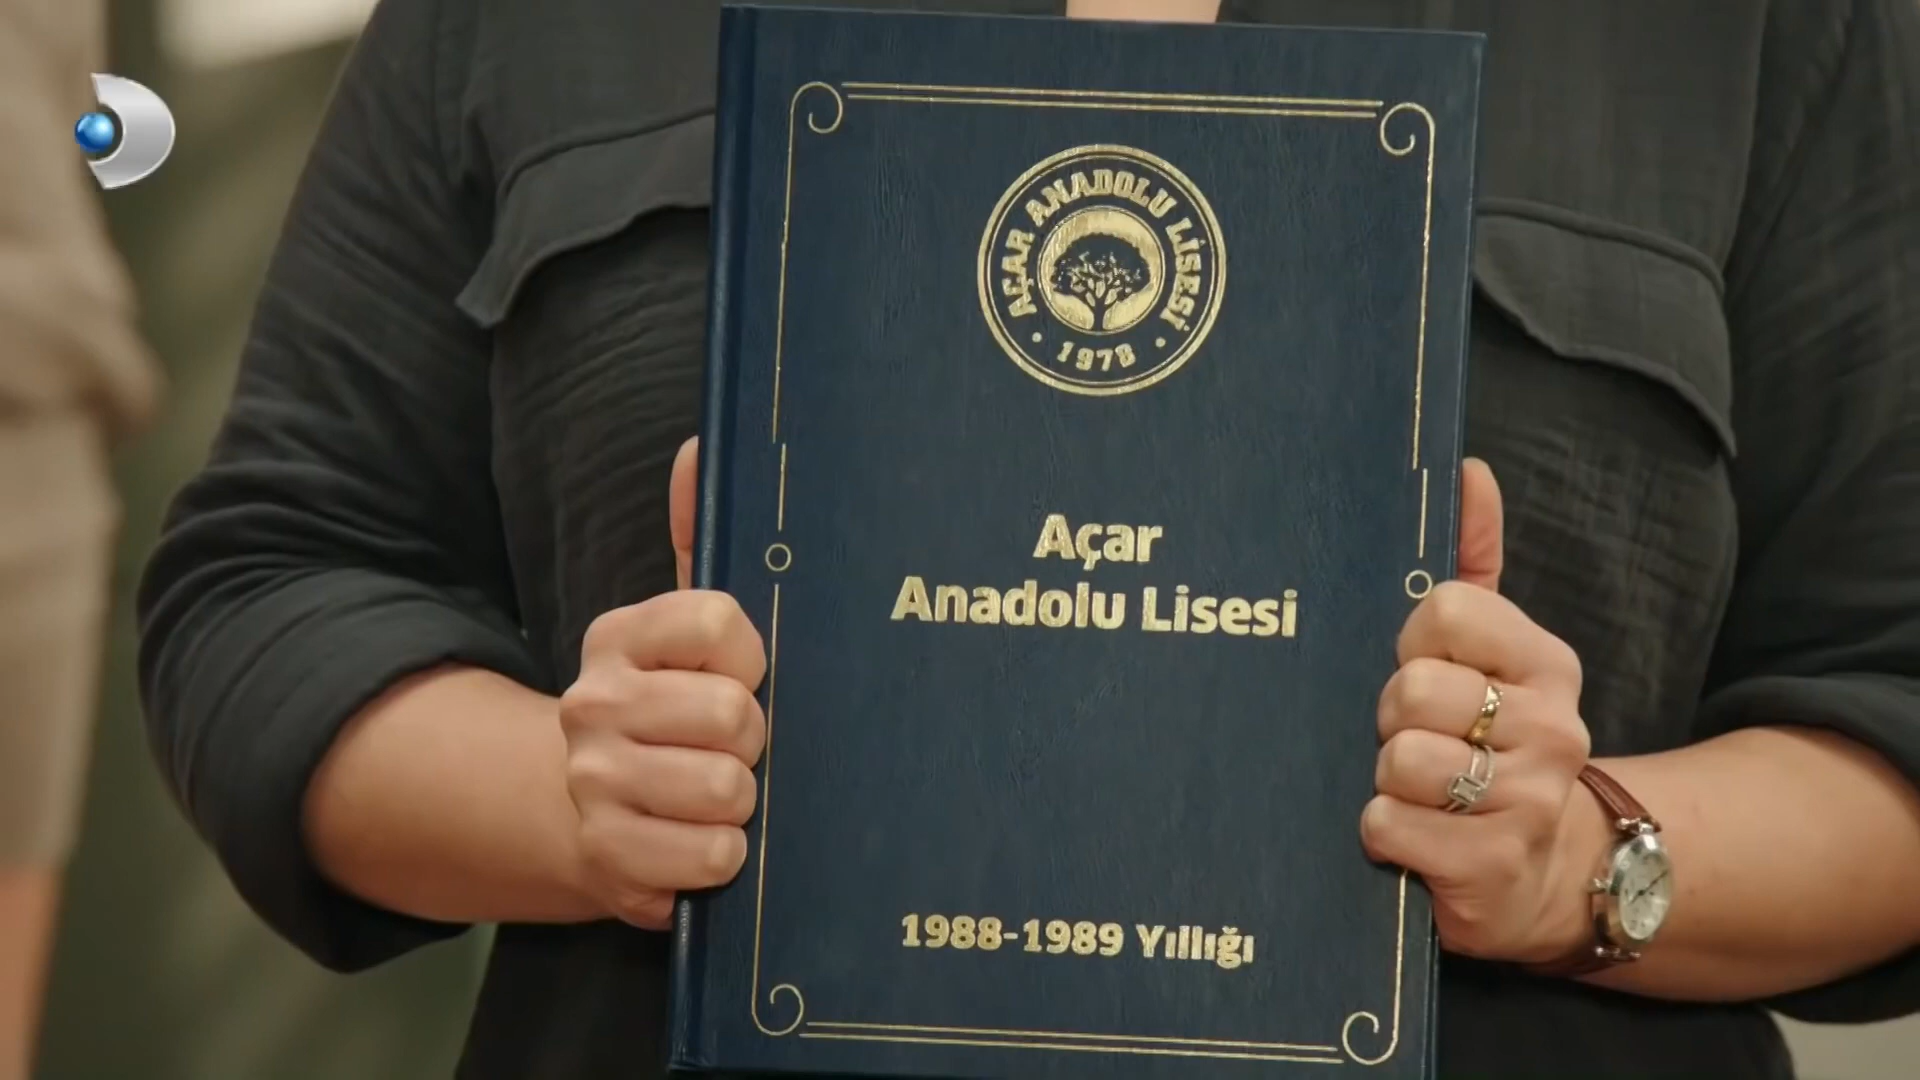 AÇAR ANADOLU LİSESİ
• 1978 •
Açar
Anadolu Lisesi
1988-1989 Yıllığı